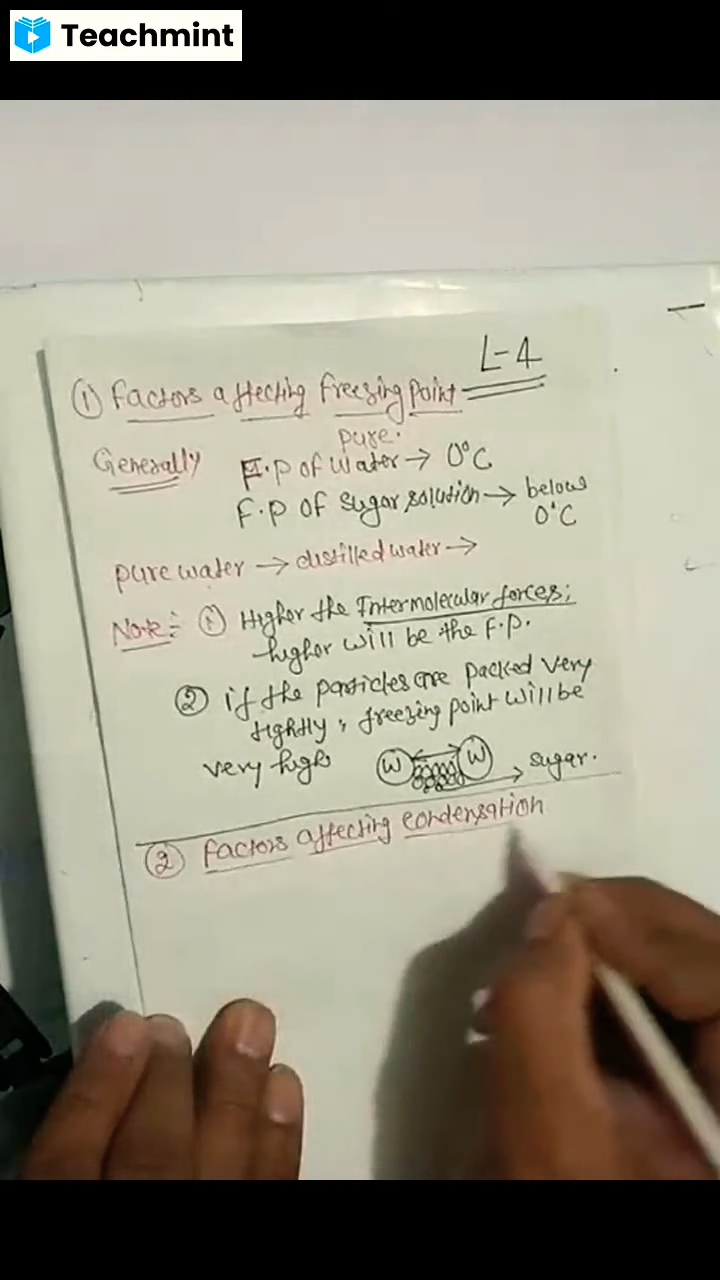 Teachmint
L-4
① Factors affecting freezing point
pure.
Generally F.P of water → 0°C
F.P OF sugar solution → below
0°C
pure water → distilled water →
Note:- ① Higher the Intermolecular forces;
higher will be the F.P.
② if the particles are packed very
tightly, freezing point will be
very high
W W → sugar.
② Factors affecting condensation